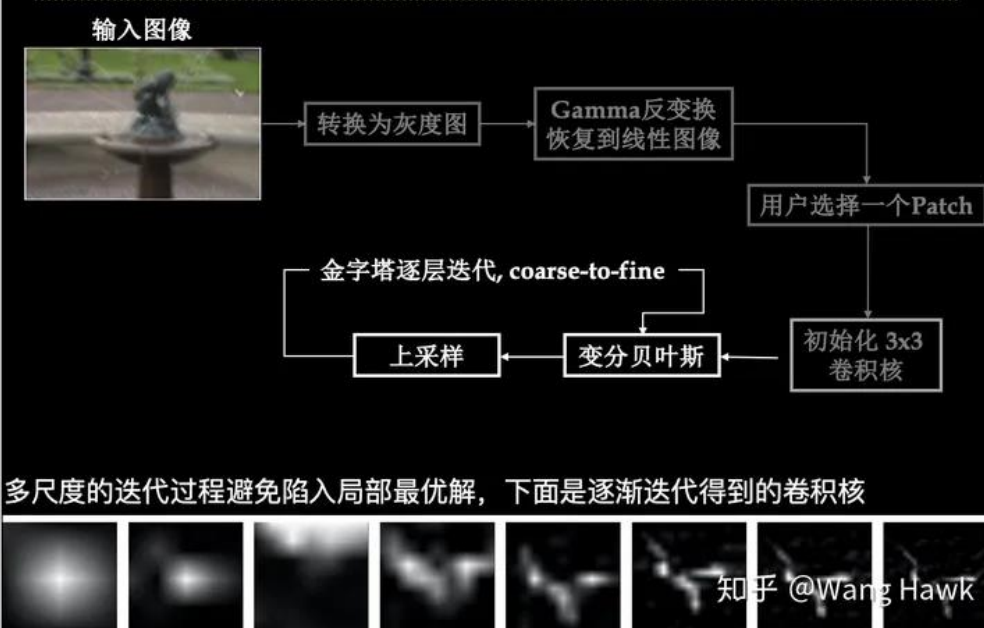 输入图像
转换为灰度图
Gamma反变换
恢复到线性图像
用户选择一个Patch
金字塔逐层迭代, coarse-to-fine
上采样
变分贝叶斯
初始化 3x3
卷积核
多尺度的迭代过程避免陷入局部最优解，下面是逐渐迭代得到的卷积核
知乎 @Wang Hawk